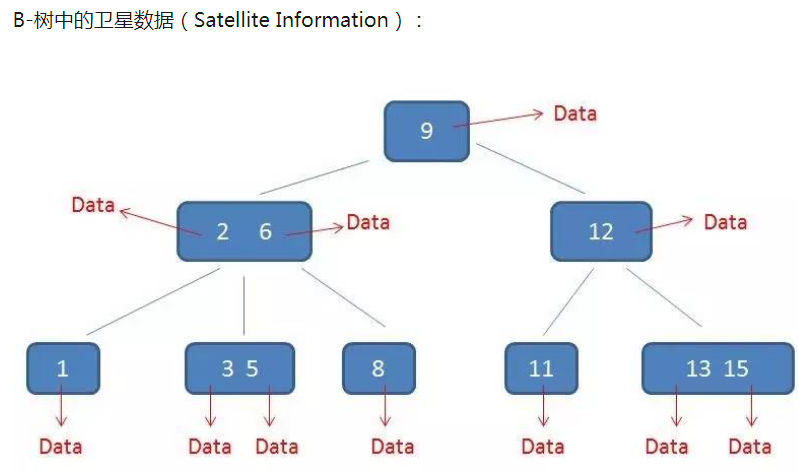 B-树中的卫星数据（Satellite Information）：
9 Data
Data 2 6 Data 12 Data
1 3 5 8 11 13 15
Data Data Data Data Data Data Data